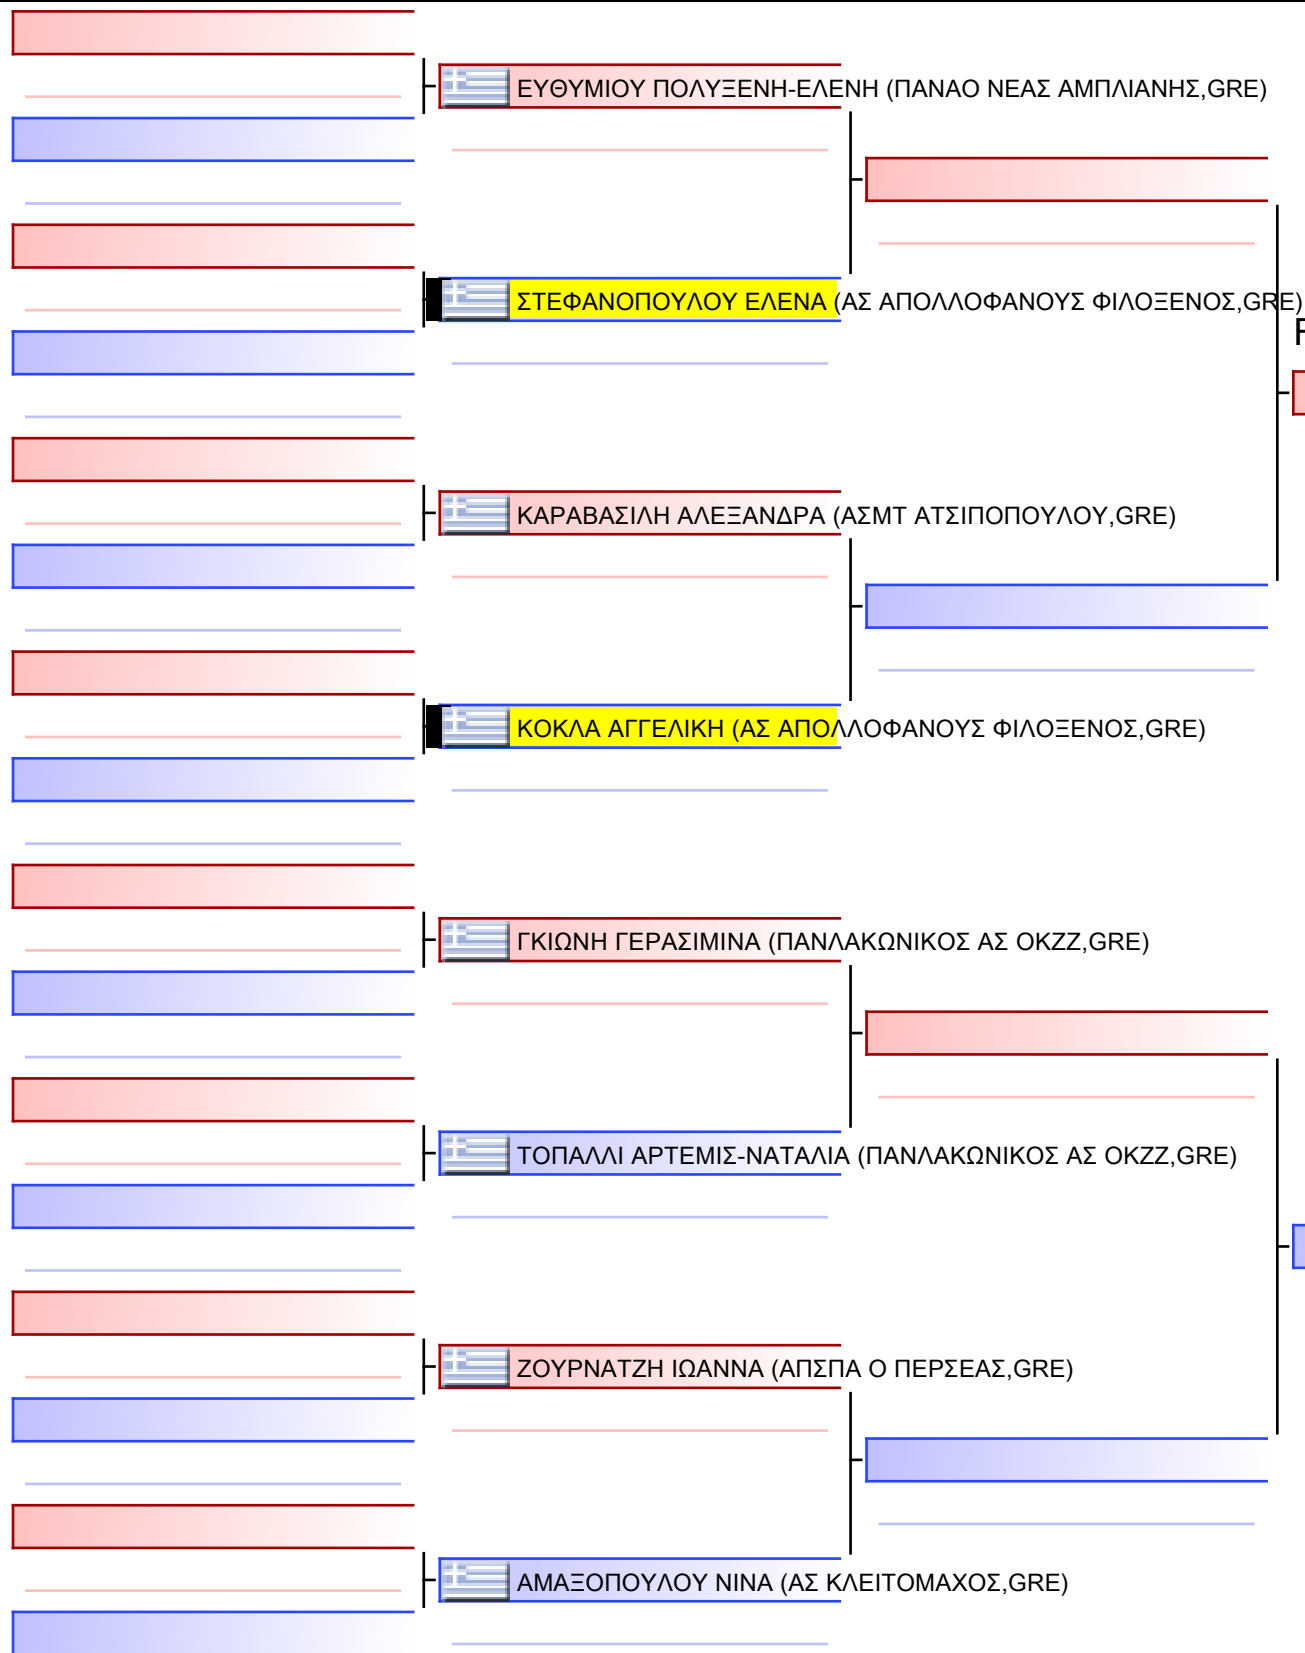 ΕΥΘΥΜΙΟΥ ΠΟΛΥΞΕΝΗ-ΕΛΕΝΗ (ΠΑΝΑΟ ΝΕΑΣ ΑΜΠΛΙΑΝΗΣ,GRE)
ΣΤΕΦΑΝΟΠΟΥΛΟΥ ΕΛΕΝΑ (ΑΣ ΑΠΟΛΛΟΦΑΝΟΥΣ ΦΙΛΟΞΕΝΟΣ,GRE)
ΚΑΡΑΒΑΣΙΛΗ ΑΛΕΞΑΝΔΡΑ (ΑΣΜΤ ΑΤΣΙΠΟΠΟΥΛΟΥ,GRE)
ΚΟΚΛΑ ΑΓΓΕΛΙΚΗ (ΑΣ ΑΠΟΛΛΟΦΑΝΟΥΣ ΦΙΛΟΞΕΝΟΣ,GRE)
ΓΚΙΩΝΗ ΓΕΡΑΣΙΜΙΝΑ (ΠΑΝΛΑΚΩΝΙΚΟΣ ΑΣ ΟΚΖΖ,GRE)
ΤΟΠΑΛΛΙ ΑΡΤΕΜΙΣ-ΝΑΤΑΛΙΑ (ΠΑΝΛΑΚΩΝΙΚΟΣ ΑΣ ΟΚΖΖ,GRE)
ΖΟΥΡΝΑΤΖΗ ΙΩΑΝΝΑ (ΑΠΣΠΑ Ο ΠΕΡΣΕΑΣ,GRE)
ΑΜΑΞΟΠΟΥΛΟΥ ΝΙΝΑ (ΑΣ ΚΛΕΙΤΟΜΑΧΟΣ,GRE)